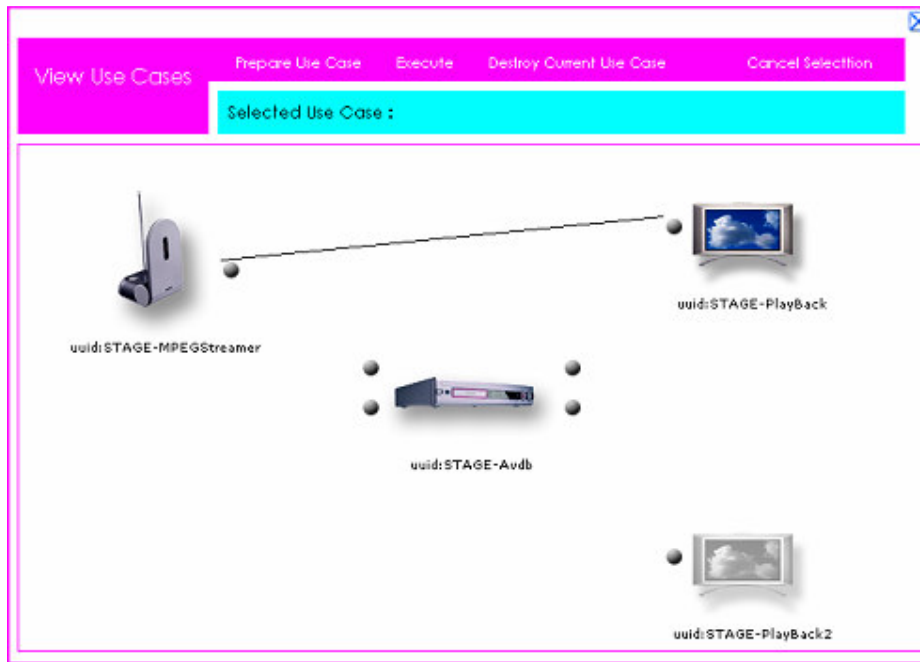 View Use Cases
Prepare Use Case Execute Destroy Current Use Case Cancel Selecthon
Selected Use Case :
uuid:STAGE-PlayBack
uuid:STAGE-MPEGStreamer
uuid:STAGE-Avdb
uuid:STAGE-PlayBack2